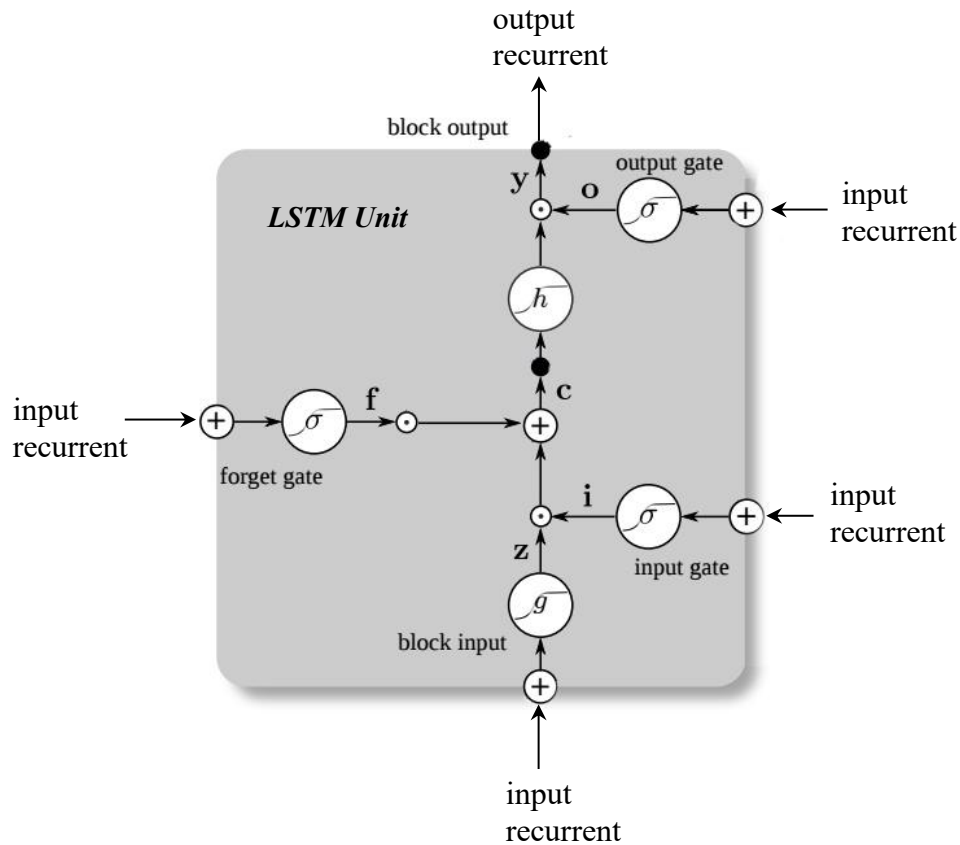 output
recurrent
block output
output gate
y
o
σ
+
input
recurrent
LSTM Unit
h
c
input
recurrent
+
σ
f
+
forget gate
i
σ
+
input
recurrent
z
input gate
g
block input
+
input
recurrent